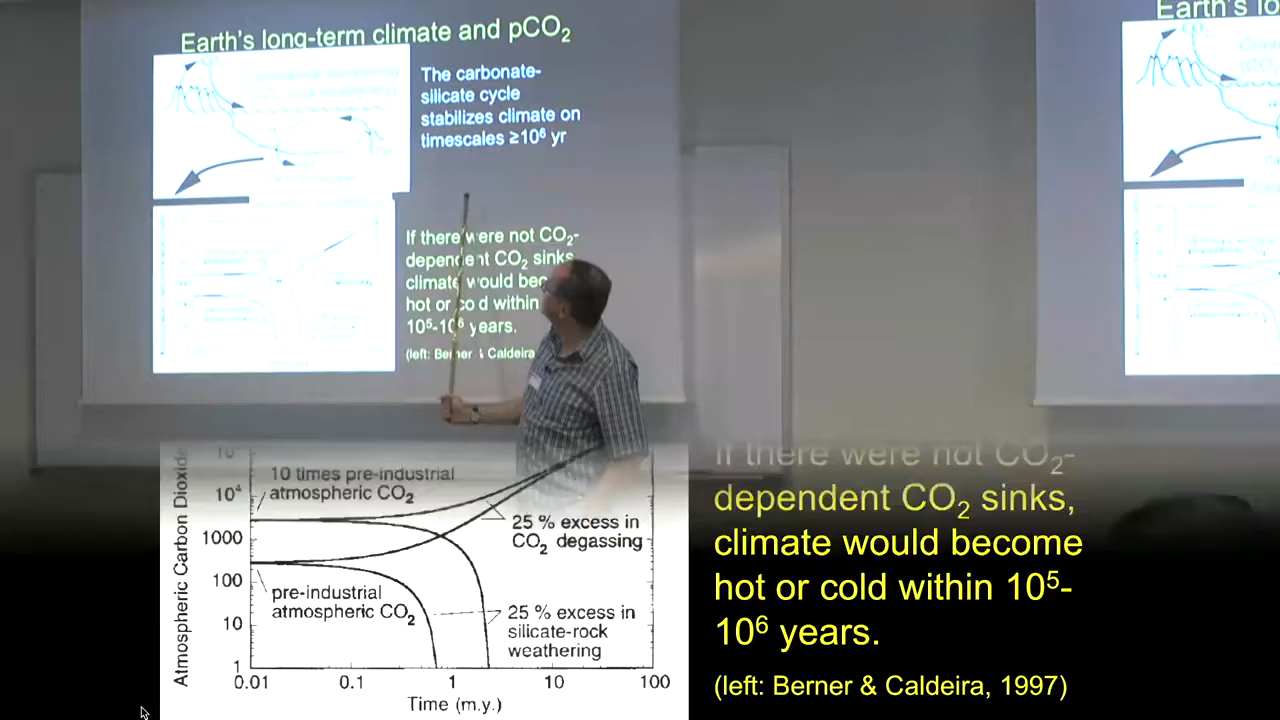 Earth's long-term climate and pCO₂
Earth's lo
The carbonate-
silicate cycle
stabilizes climate on
timescales ≥10⁶ yr
If there were not CO₂-
dependent CO₂ sinks
climate would bec
hot or cold within
10⁵-10⁶ years.
(left: Berner & Caldeira
Atmospheric Carbon Dioxide
10 times pre-industrial
atmospheric CO₂
10⁴
1000
100
10
1
25 % excess in
CO₂ degassing
pre-industrial
atmospheric CO₂
25 % excess in
silicate-rock
weathering
0.01 0.1 1 10 100
Time (m.y.)
If there were not CO₂-
dependent CO₂ sinks,
climate would become
hot or cold within 10⁵-
10⁶ years.
(left: Berner & Caldeira, 1997)